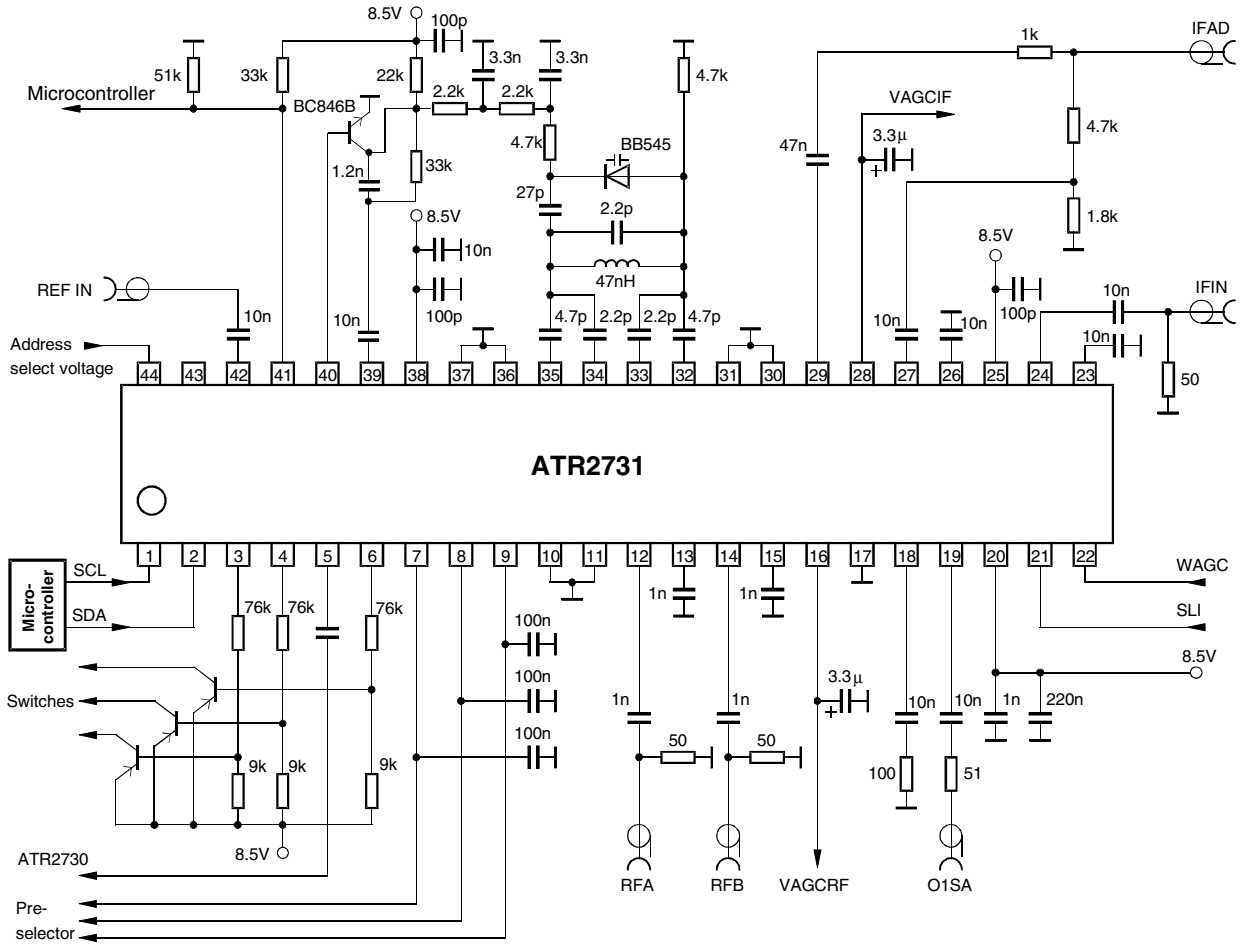 8.5V
100p
IFAD
1k
3.3n
3.3n
51k
33k
22k
4.7k
Microcontroller
BC846B
2.2k
2.2k
VAGCIF
4.7k
3.3µ
+
47n
4.7k
BB545
1.2n
33k
27p
2.2p
1.8k
8.5V
8.5V
10n
47nH
REF IN
100p
10n
IFIN
10n
10n
4.7p
2.2p
2.2p
4.7p
10n
10n
100p
10n
Address
select voltage
50
44 43 42 41 40 39 38 37 36 35 34 33 32 31 30 29 28 27 26 25 24 23
ATR2731
1 2 3 4 5 6 7 8 9 10 11 12 13 14 15 16 17 18 19 20 21 22
Micro-
controller
SCL
SDA
WAGC
SLI
76k
76k
76k
1n
1n
100n
100n
100n
8.5V
Switches
1n
1n
3.3µ
+
10n
10n
1n
220n
50
50
9k
9k
9k
100
51
8.5V
ATR2730
RFA
RFB
VAGCRF
O1SA
Pre-
selector